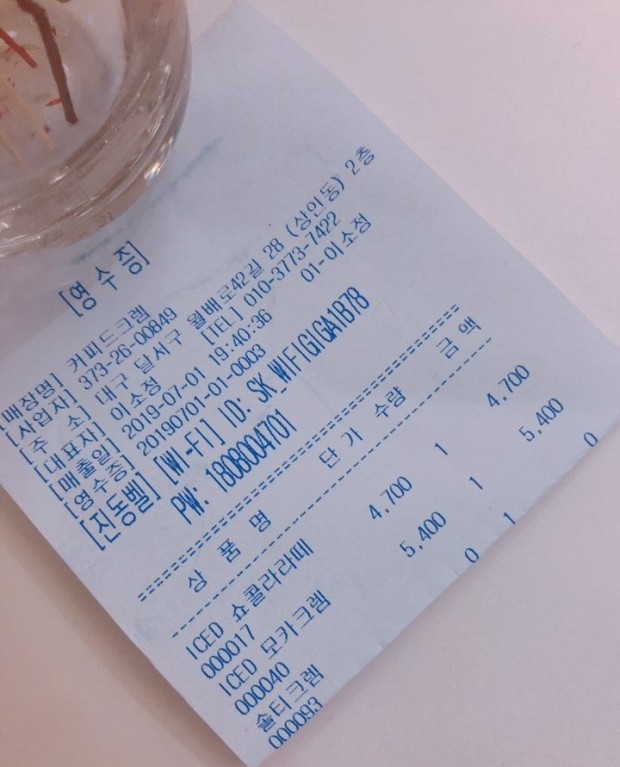 [영수증]
[매장명] 커피드크렘
[사업자] 373-26-00849
[주 소] 대구 달서구 월배로42길 28 (상인동) 2층
[대표자] 이소정 [TEL] 010-3773-7422
[매출일] 2019-07-01 19:40:36 01-이소정
[영수증] 20190701-01-0003
[진동벨] [WI-FI] ID: SK_WIFIGIGA1B78
PW: 1808004701
상 품 명 단가 수량 금액
ICED 쇼콜라라떼
000017 4,700 1 4,700
ICED 모카크렘
000040 5,400 1 5,400
솔티크렘
000093 0 1 0